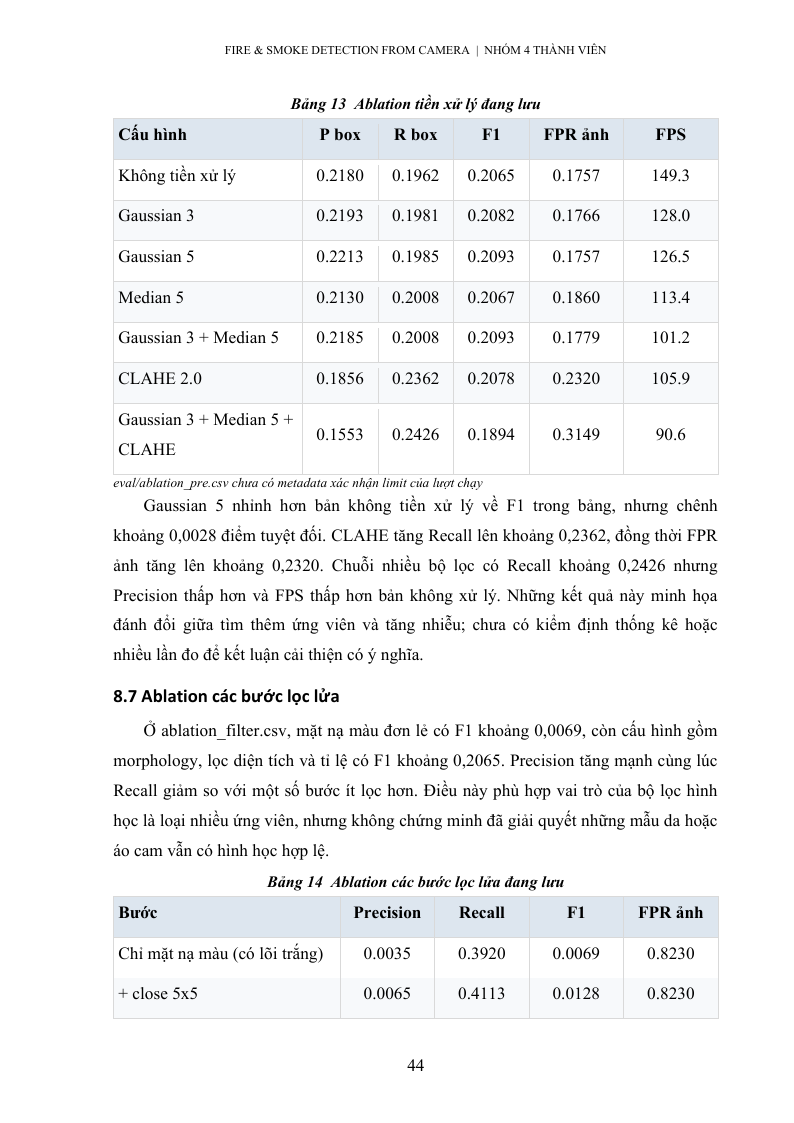 FIRE & SMOKE DETECTION FROM CAMERA | NHÓM 4 THÀNH VIÊN
Bảng 13 Ablation tiền xử lý đang lưu
Cấu hình P box R box F1 FPR ảnh FPS
Không tiền xử lý 0.2180 0.1962 0.2065 0.1757 149.3
Gaussian 3 0.2193 0.1981 0.2082 0.1766 128.0
Gaussian 5 0.2213 0.1985 0.2093 0.1757 126.5
Median 5 0.2130 0.2008 0.2067 0.1860 113.4
Gaussian 3 + Median 5 0.2185 0.2008 0.2093 0.1779 101.2
CLAHE 2.0 0.1856 0.2362 0.2078 0.2320 105.9
Gaussian 3 + Median 5 +
CLAHE 0.1553 0.2426 0.1894 0.3149 90.6
eval/ablation_pre.csv chưa có metadata xác nhận limit của lượt chạy
Gaussian 5 nhỉnh hơn bản không tiền xử lý về F1 trong bảng, nhưng chênh
khoảng 0,0028 điểm tuyệt đối. CLAHE tăng Recall lên khoảng 0,2362, đồng thời FPR
ảnh tăng lên khoảng 0,2320. Chuỗi nhiều bộ lọc có Recall khoảng 0,2426 nhưng
Precision thấp hơn và FPS thấp hơn bản không xử lý. Những kết quả này minh họa
đánh đổi giữa tìm thêm ứng viên và tăng nhiễu; chưa có kiểm định thống kê hoặc
nhiều lần đo để kết luận cải thiện có ý nghĩa.
8.7 Ablation các bước lọc lửa
Ở ablation_filter.csv, mặt nạ màu đơn lẻ có F1 khoảng 0,0069, còn cấu hình gồm
morphology, lọc diện tích và tỉ lệ có F1 khoảng 0,2065. Precision tăng mạnh cùng lúc
Recall giảm so với một số bước ít lọc hơn. Điều này phù hợp vai trò của bộ lọc hình
học là loại nhiều ứng viên, nhưng không chứng minh đã giải quyết những mẫu da hoặc
áo cam vẫn có hình học hợp lệ.
Bảng 14 Ablation các bước lọc lửa đang lưu
Bước Precision Recall F1 FPR ảnh
Chỉ mặt nạ màu (có lõi trắng) 0.0035 0.3920 0.0069 0.8230
+ close 5x5 0.0065 0.4113 0.0128 0.8230
44